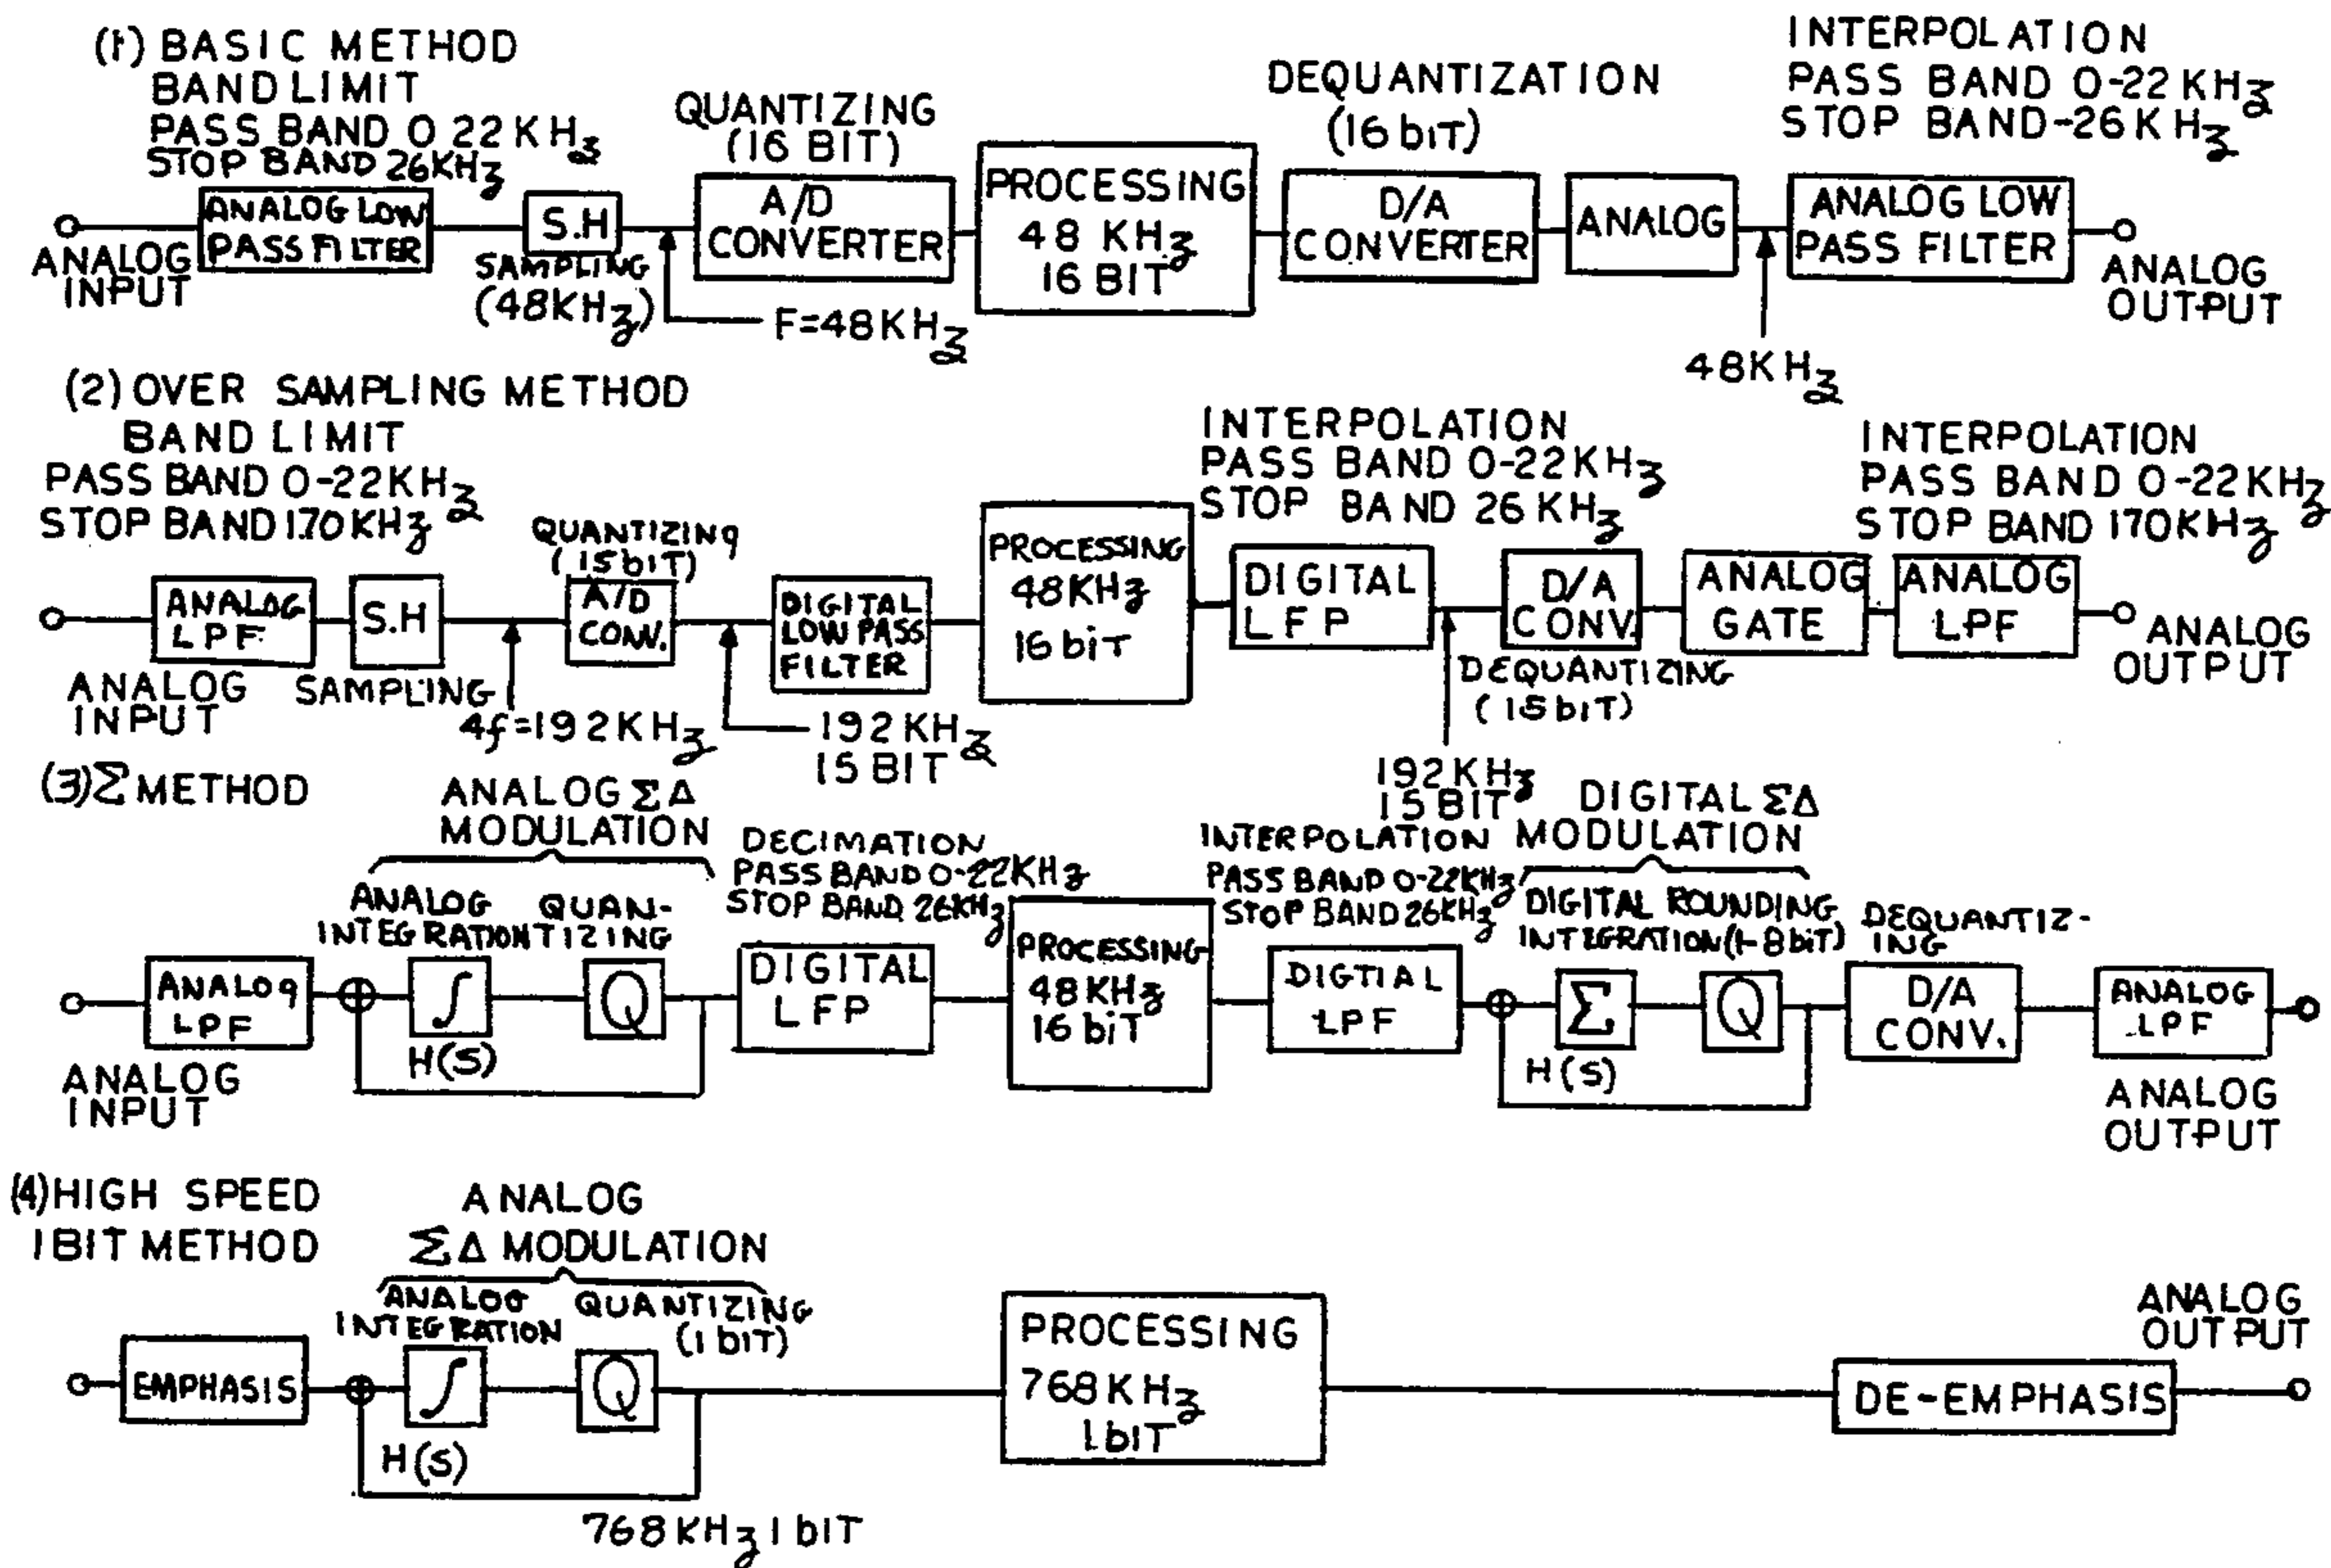 (1) BASIC METHOD
BAND LIMIT
PASS BAND 0 22 KHz
STOP BAND 26KHz
QUANTIZING
(16 BIT)
DEQUANTIZATION
(16 bit)
INTERPOLATION
PASS BAND 0-22 KHz
STOP BAND-26KHz
ANALOG INPUT
ANALOG LOW
PASS FILTER
S.H
SAMPLING
(48KHz)
F=48KHz
A/D
CONVERTER
PROCESSING
48 KHz
16 BIT
D/A
CONVERTER
ANALOG
48KHz
ANALOG LOW
PASS FILTER
ANALOG
OUTPUT
(2) OVER SAMPLING METHOD
BAND LIMIT
PASS BAND 0-22KHz
STOP BAND 170KHz
ANALOG
INPUT
ANALOG
LPF
S.H
SAMPLING
4f=192KHz
QUANTIZING
(15bit)
A/D
CONV.
192 KHz
15 BIT
DIGITAL
LOW PASS
FILTER
PROCESSING
48KHz
16 bit
INTERPOLATION
PASS BAND 0-22KHz
STOP BAND 26 KHz
DIGITAL
LFP
192KHz
15 BIT
D/A
CONV.
DEQUANTIZING
(15bit)
ANALOG
GATE
INTERPOLATION
PASS BAND 0-22KHz
STOP BAND 170KHz
ANALOG
LPF
ANALOG
OUTPUT
(3) Σ METHOD
ANALOG ΣΔ
MODULATION
ANALOG
INTEGRATION
QUAN-
TIZING
ANALOG
LPF
ANALOG
INPUT
∫
H(S)
Q
DECIMATION
PASS BAND 0-22KHz
STOP BAND 26KHz
DIGITAL
LFP
PROCESSING
48KHz
16 bit
INTERPOLATION
PASS BAND 0-22KHz
STOP BAND 26KHz
DIGTIAL
LPF
DIGITAL ΣΔ
MODULATION
DIGITAL ROUNDING
INTEGRATION(1-8bit)
Σ
H(S)
Q
DEQUANTIZ-
ING
D/A
CONV.
ANALOG
LPF
ANALOG
OUTPUT
(4) HIGH SPEED
1BIT METHOD
ANALOG
ΣΔ MODULATION
ANALOG
INTEGRATION
QUANTIZING
(1 bit)
EMPHASIS
∫
H(S)
Q
768KHz 1 bit
PROCESSING
768KHz
1bit
DE-EMPHASIS
ANALOG
OUTPUT